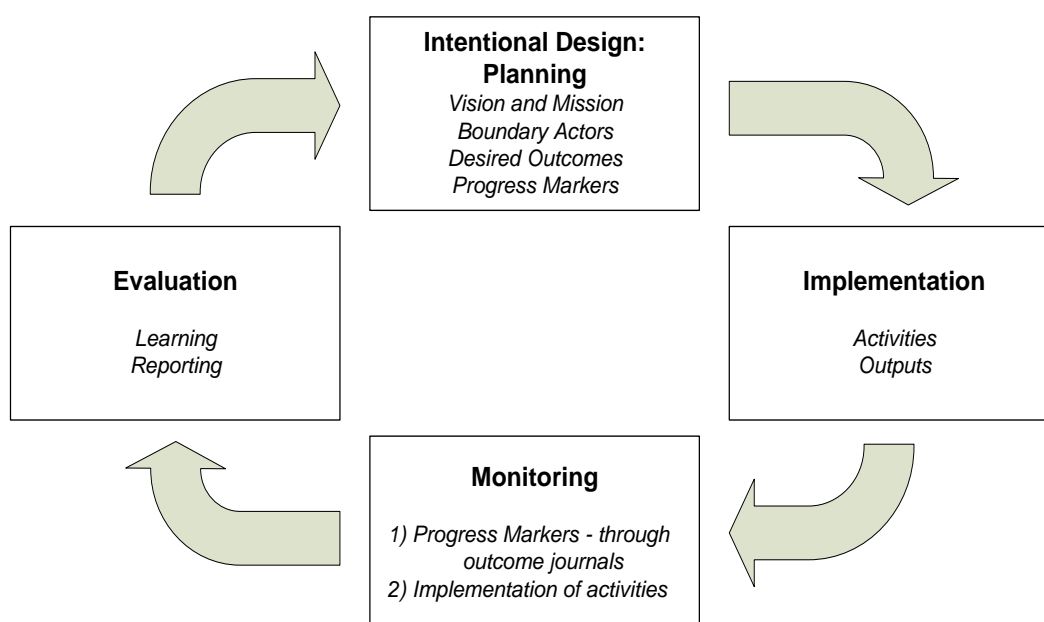 Intentional Design:
Planning
Vision and Mission
Boundary Actors
Desired Outcomes
Progress Markers
Evaluation
Learning
Reporting
Implementation
Activities
Outputs
Monitoring
1) Progress Markers - through
outcome journals
2) Implementation of activities